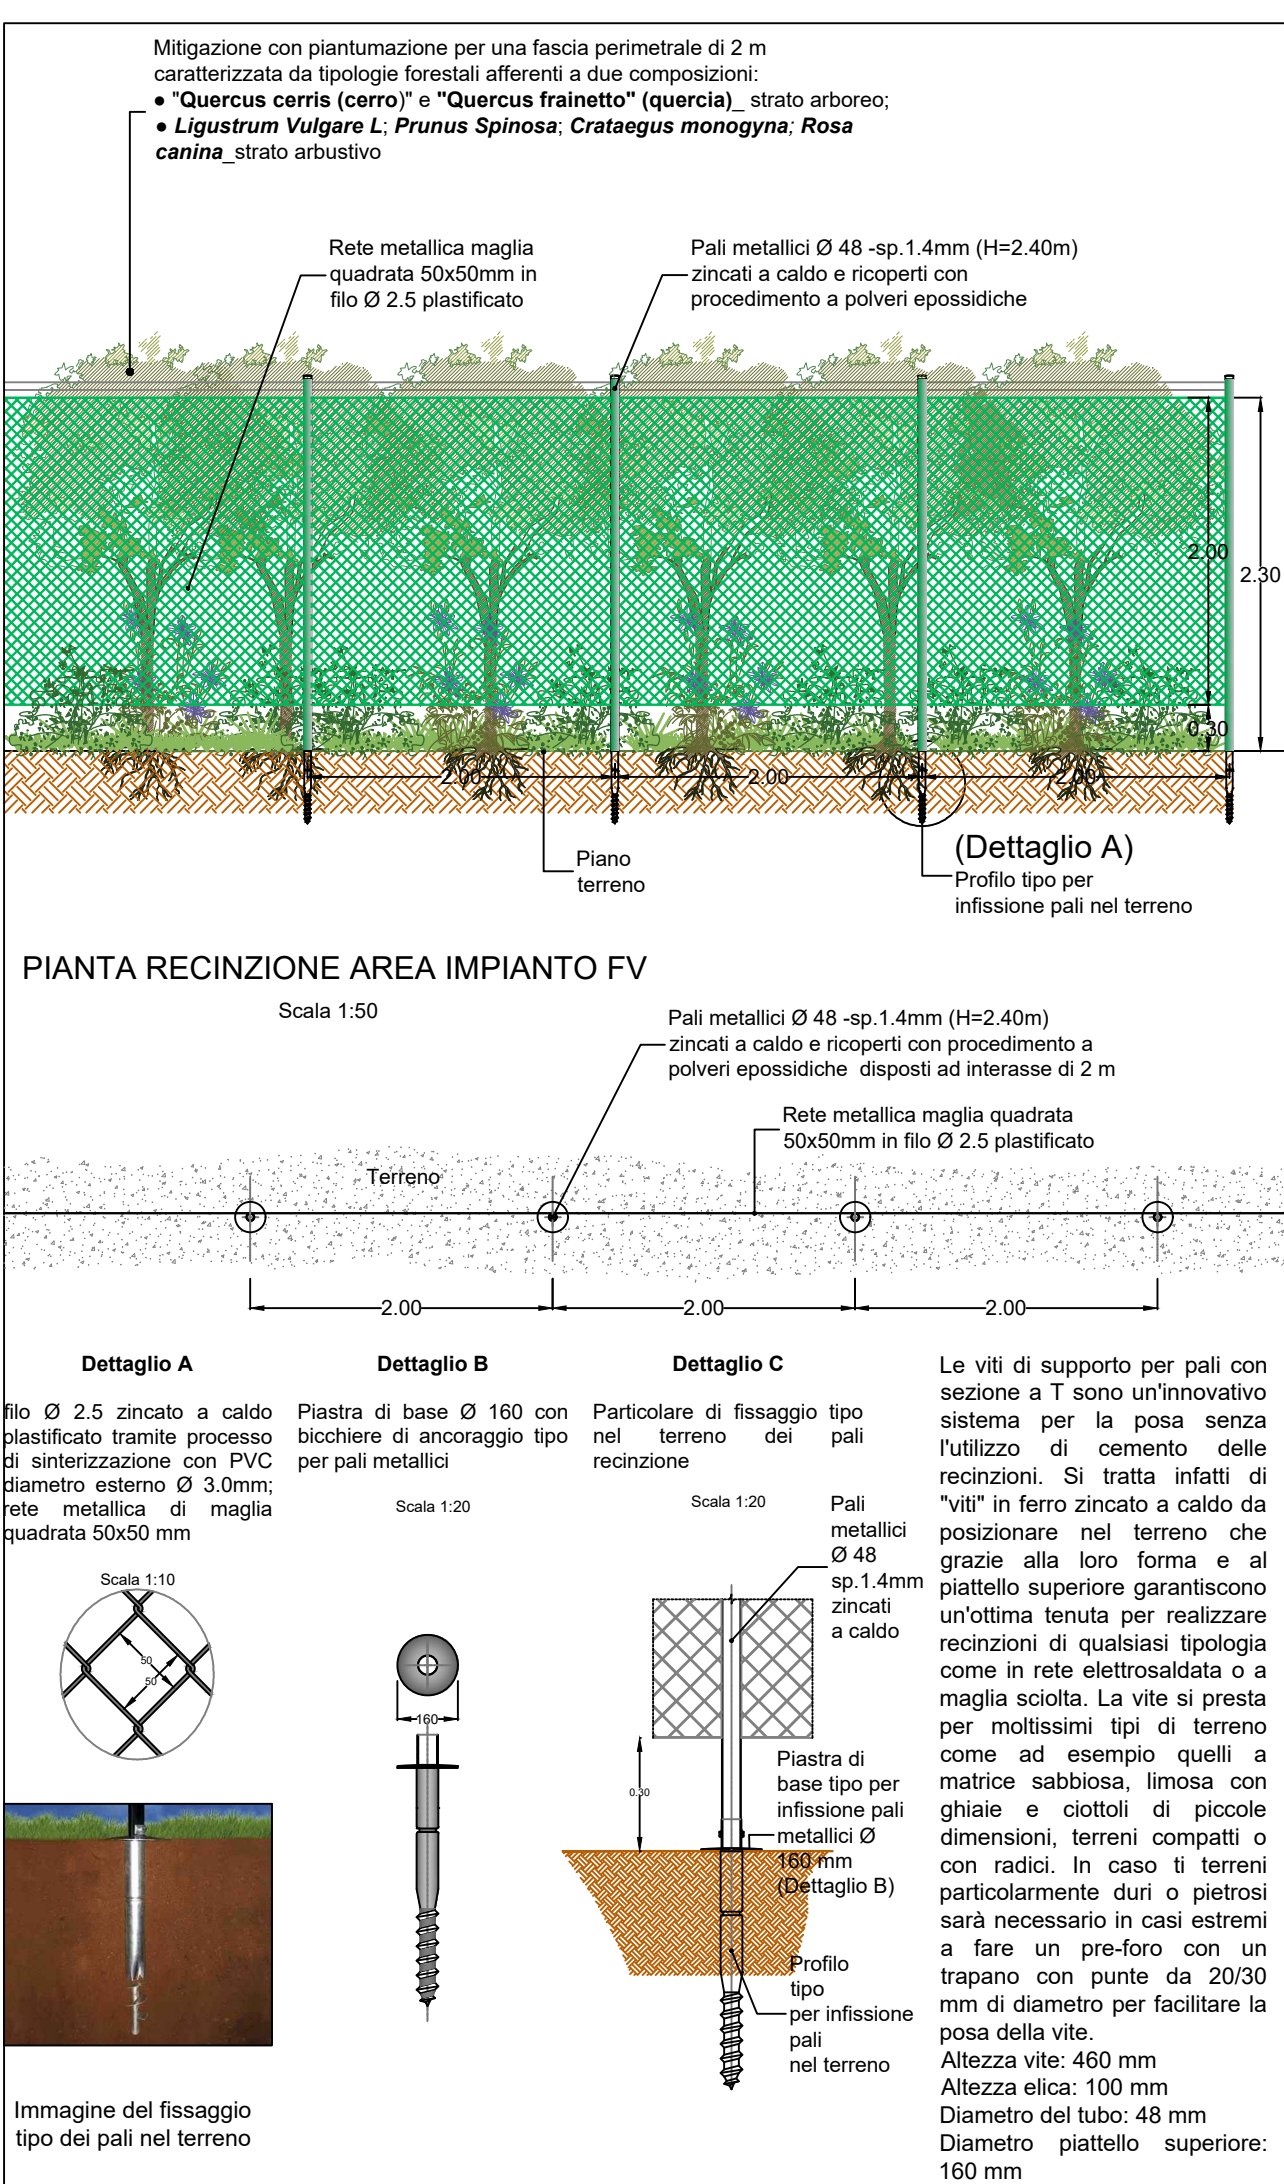 Mitigazione con piantumazione per una fascia perimetrale di 2 m
caratterizzata da tipologie forestali afferenti a due composizioni:
● "Quercus cerris (cerro)" e "Quercus frainetto" (quercia)_ strato arboreo;
● Ligustrum Vulgare L; Prunus Spinosa; Crataegus monogyna; Rosa
canina_strato arbustivo
Rete metallica maglia
quadrata 50x50mm in
filo Ø 2.5 plastificato
Pali metallici Ø 48 -sp.1.4mm (H=2.40m)
zincati a caldo e ricoperti con
procedimento a polveri epossidiche
2.00
2.30
0.30
2.00
2.00
2.00
Piano
terreno
(Dettaglio A)
Profilo tipo per
infissione pali nel terreno
PIANTA RECINZIONE AREA IMPIANTO FV
Scala 1:50
Pali metallici Ø 48 -sp.1.4mm (H=2.40m)
zincati a caldo e ricoperti con procedimento a
polveri epossidiche disposti ad interasse di 2 m
Rete metallica maglia quadrata
50x50mm in filo Ø 2.5 plastificato
Terreno
2.00
2.00
2.00
Dettaglio A
filo Ø 2.5 zincato a caldo
plastificato tramite processo
di sinterizzazione con PVC
diametro esterno Ø 3.0mm;
rete metallica di maglia
quadrata 50x50 mm
Scala 1:10
50
50
Immagine del fissaggio
tipo dei pali nel terreno
Dettaglio B
Piastra di base Ø 160 con
bicchiere di ancoraggio tipo
per pali metallici
Scala 1:20
160
Dettaglio C
Particolare di fissaggio tipo
nel terreno dei pali
recinzione
Scala 1:20
Pali
metallici
Ø 48
sp.1.4mm
zincati
a caldo
0.30
Piastra di
base tipo per
infissione pali
metallici Ø
160 mm
(Dettaglio B)
Profilo
tipo
per infissione
pali
nel terreno
Le viti di supporto per pali con
sezione a T sono un'innovativo
sistema per la posa senza
l'utilizzo di cemento delle
recinzioni. Si tratta infatti di
"viti" in ferro zincato a caldo da
posizionare nel terreno che
grazie alla loro forma e al
piattello superiore garantiscono
un'ottima tenuta per realizzare
recinzioni di qualsiasi tipologia
come in rete elettrosaldata o a
maglia sciolta. La vite si presta
per moltissimi tipi di terreno
come ad esempio quelli a
matrice sabbiosa, limosa con
ghiaie e ciottoli di piccole
dimensioni, terreni compatti o
con radici. In caso ti terreni
particolarmente duri o pietrosi
sarà necessario in casi estremi
a fare un pre-foro con un
trapano con punte da 20/30
mm di diametro per facilitare la
posa della vite.
Altezza vite: 460 mm
Altezza elica: 100 mm
Diametro del tubo: 48 mm
Diametro piattello superiore:
160 mm